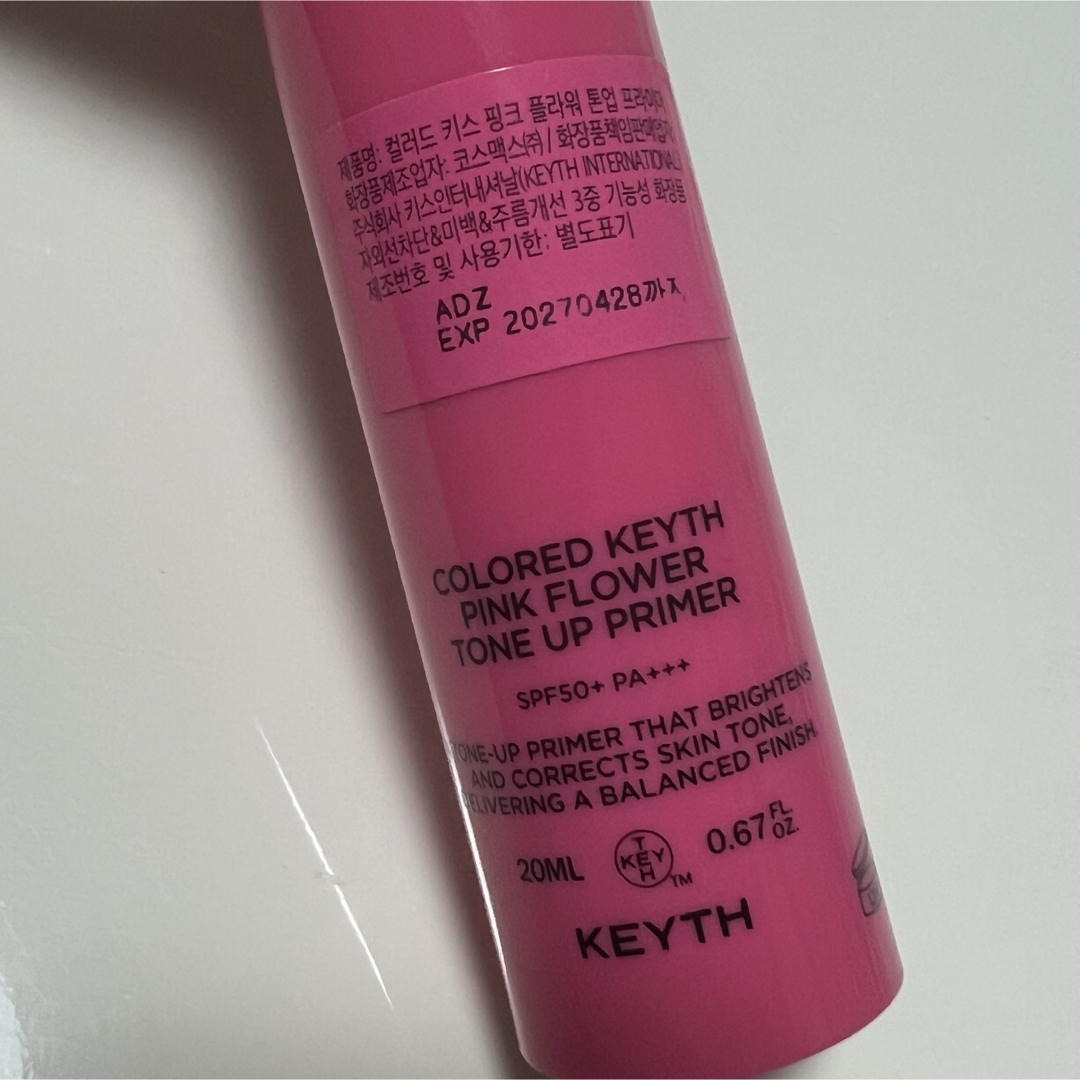 제품명: 컬러드 키스 핑크 플라워 톤업 프라이머
화장품제조업자: 코스맥스㈜ / 화장품책임판매업자:
주식회사 키스인터내셔날(KEYTH INTERNATIONAL)
자외선차단&미백&주름개선 3중 기능성 화장품
제조번호 및 사용기한: 별도표기
ADZ
EXP 20270428까지
COLORED KEYTH
PINK FLOWER
TONE UP PRIMER
SPF50+ PA+++
TONE-UP PRIMER THAT BRIGHTENS
AND CORRECTS SKIN TONE,
DELIVERING A BALANCED FINISH.
20ML
KEYTH TM
0.67 FL. OZ.
KEYTH